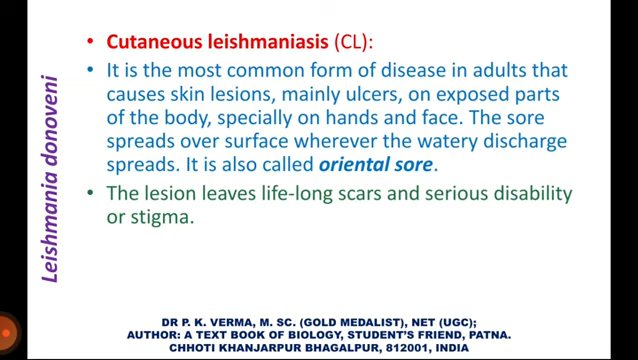 Leishmania donoveni
• Cutaneous leishmaniasis (CL):
• It is the most common form of disease in adults that
causes skin lesions, mainly ulcers, on exposed parts
of the body, specially on hands and face. The sore
spreads over surface wherever the watery discharge
spreads. It is also called oriental sore.
• The lesion leaves life-long scars and serious disability
or stigma.
DR P. K. VERMA, M. SC. (GOLD MEDALIST), NET (UGC);
AUTHOR: A TEXT BOOK OF BIOLOGY, STUDENT'S FRIEND, PATNA.
CHHOTI KHANJARPUR BHAGALPUR, 812001, INDIA